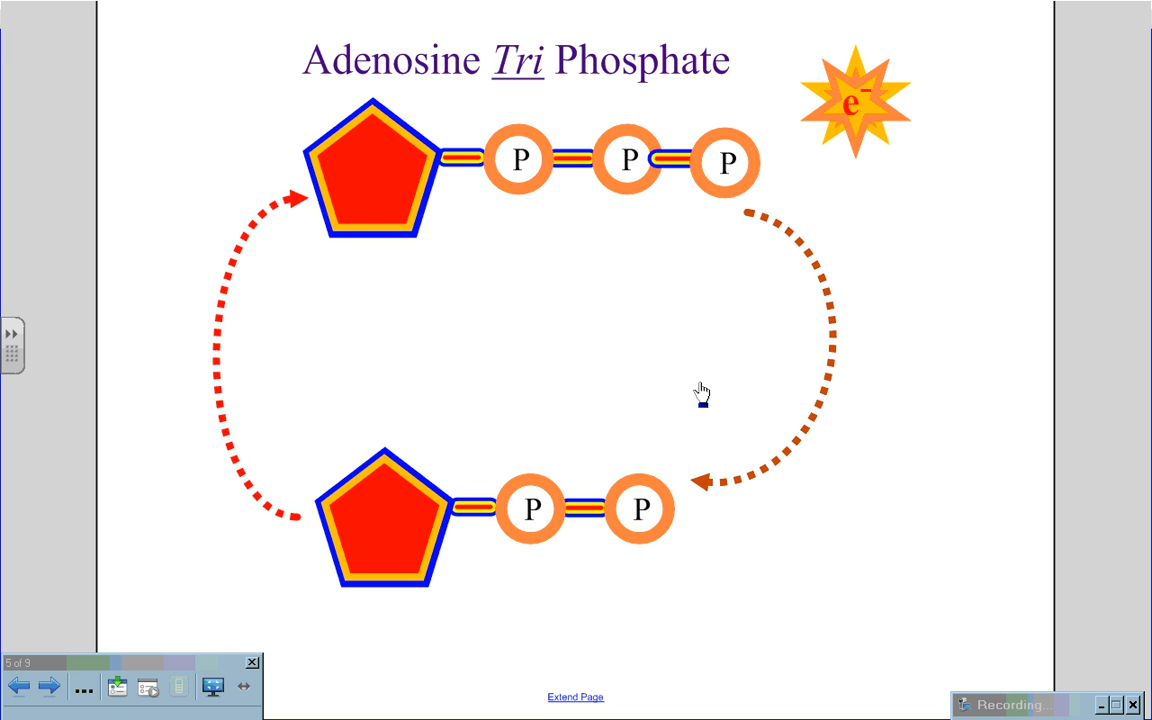 Adenosine Tri Phosphate
e⁻
P P P
P P
5 of 9
...
Extend Page
Recording...